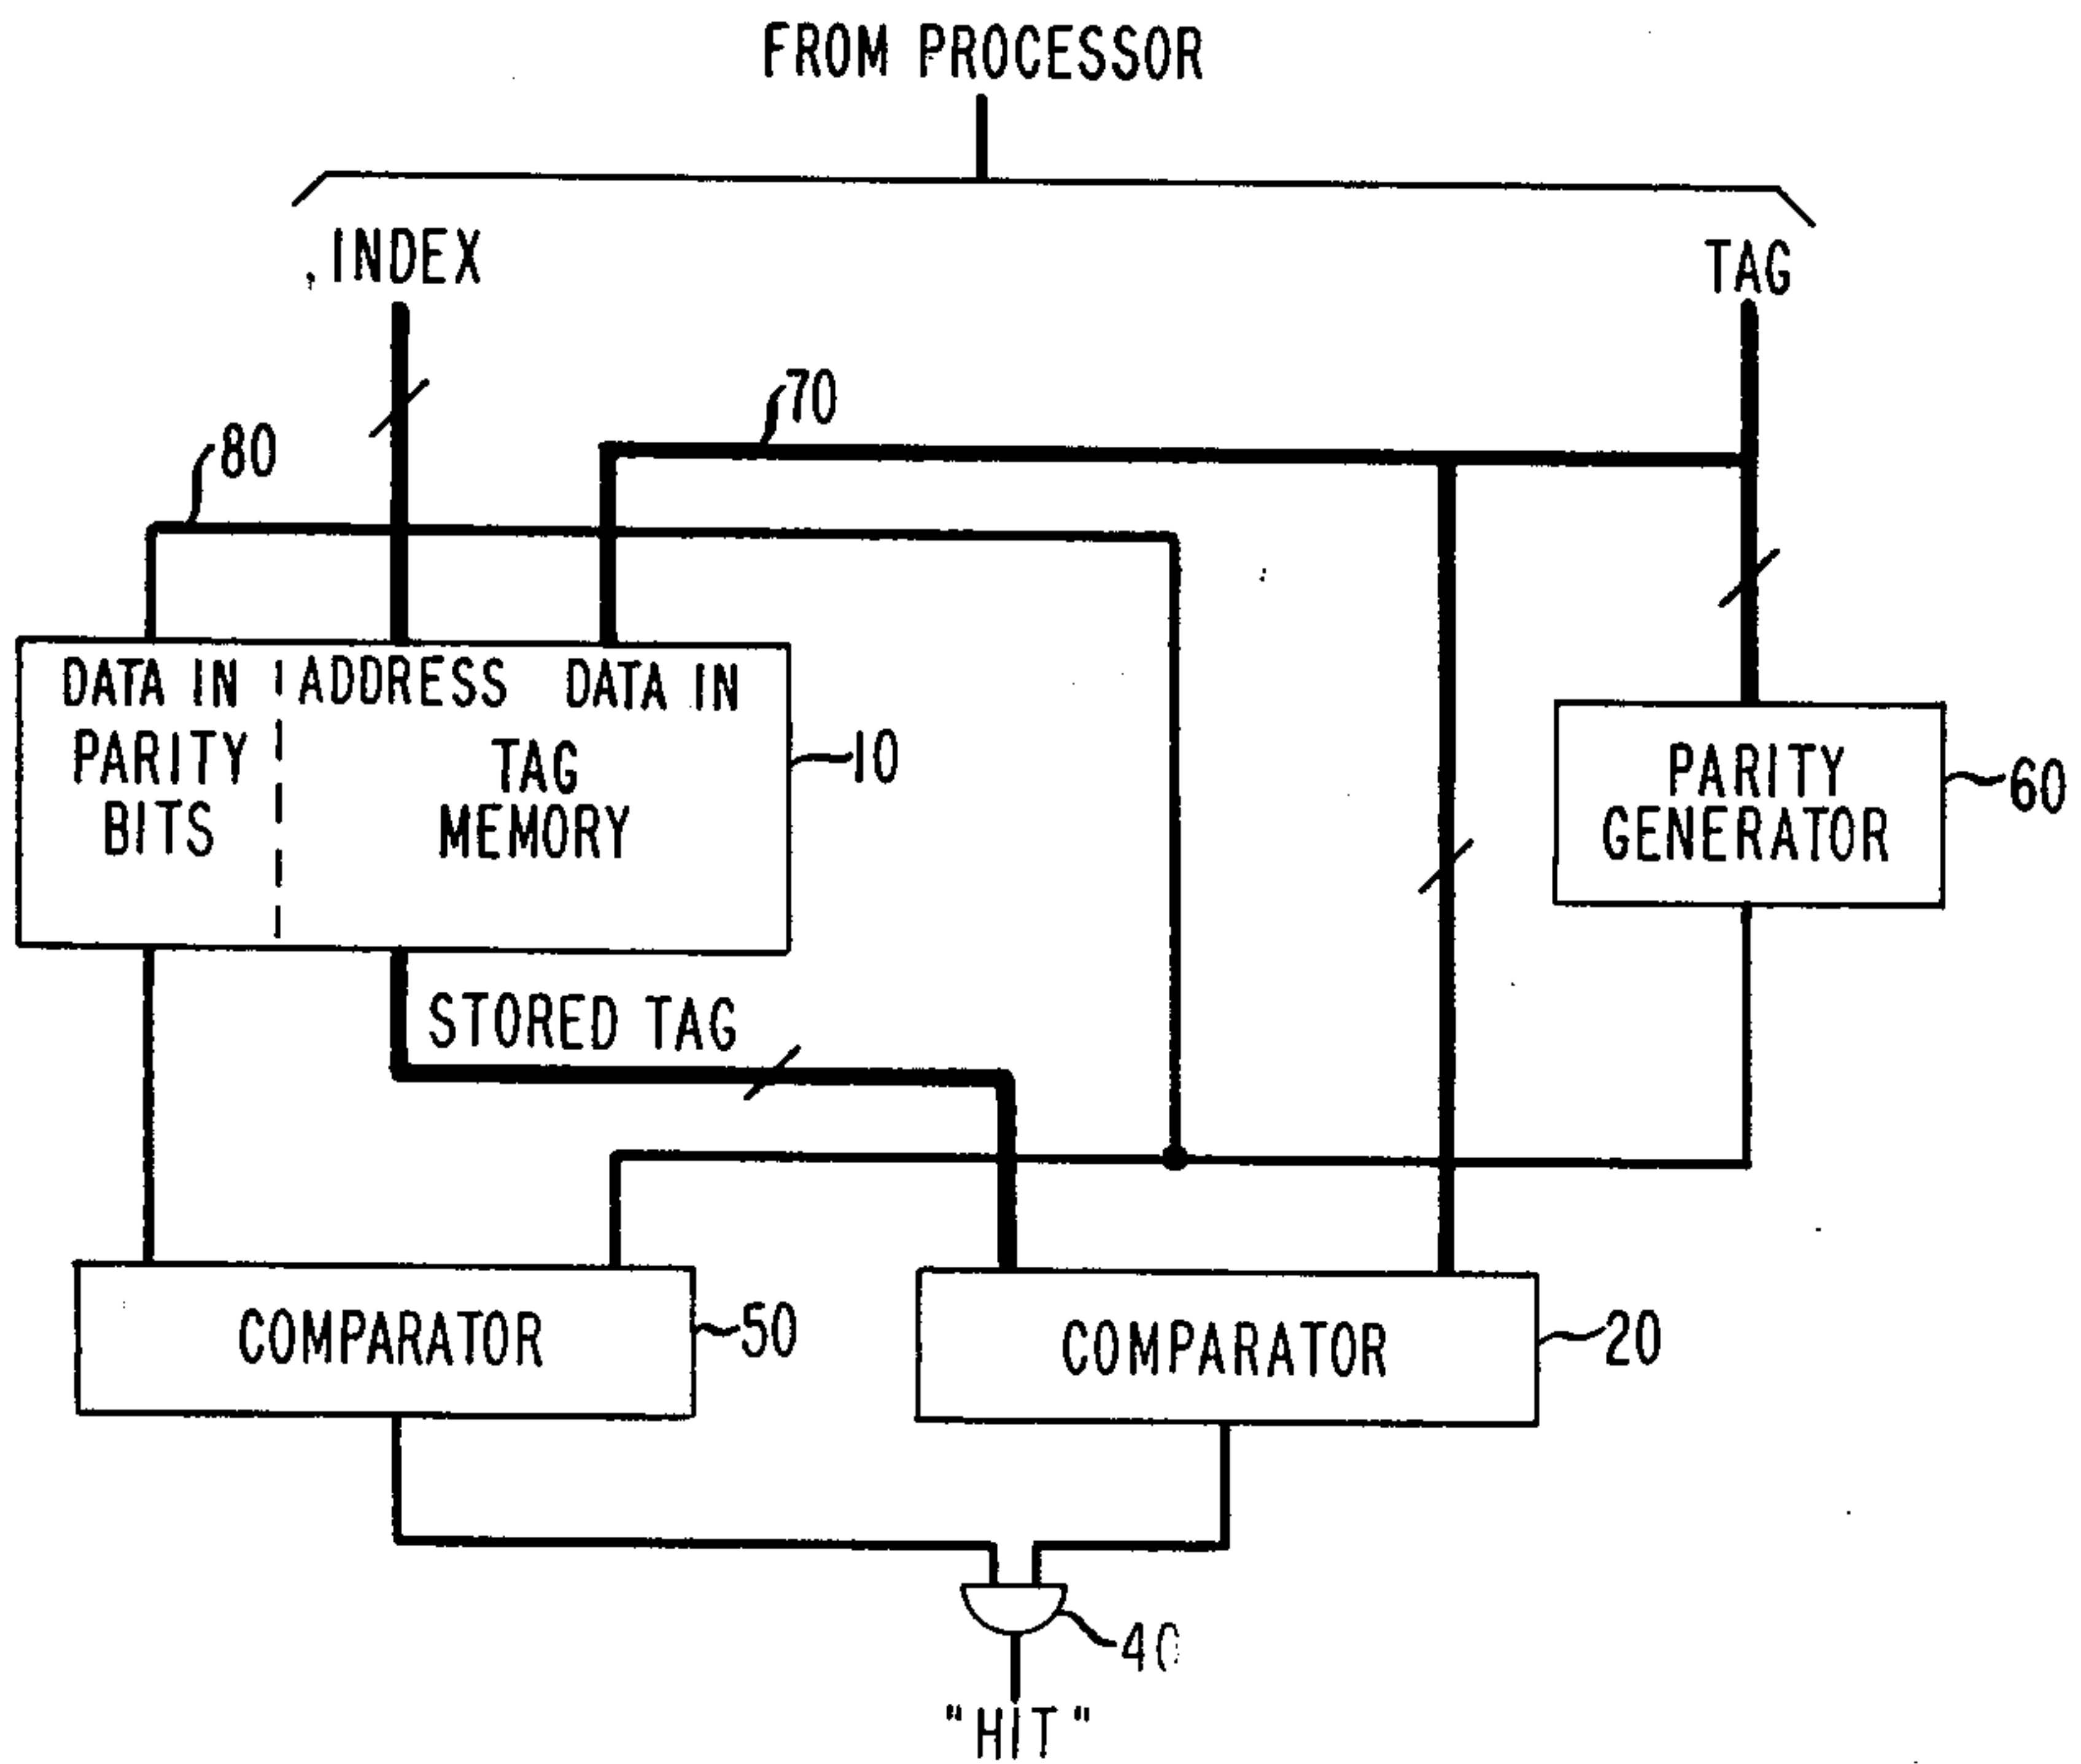 FROM PROCESSOR
INDEX
TAG
70
80
DATA IN ADDRESS DATA IN
PARITY BITS
TAG MEMORY
10
PARITY GENERATOR
60
STORED TAG
COMPARATOR
50
COMPARATOR
20
40
"HIT"